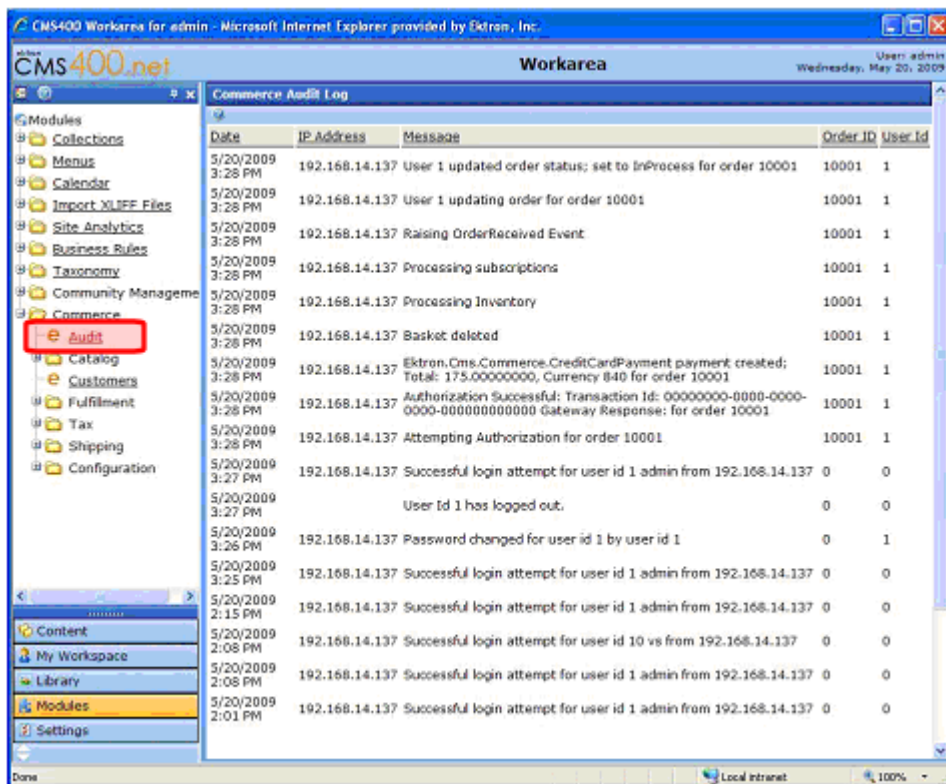 CMS400 Workarea for admin - Microsoft Internet Explorer provided by Ektron, Inc.
ektron
CMS400.net
Workarea
User: admin
Wednesday, May 20, 2009
Commerce Audit Log
Modules
Collections
Menus
Calendar
Import XLIFF Files
Site Analytics
Business Rules
Taxonomy
Community Manageme
Commerce
Audit
Catalog
Customers
Fulfillment
Tax
Shipping
Configuration
Content
My Workspace
Library
Modules
Settings
Date IP Address Message Order ID User Id
5/20/2009 3:28 PM 192.168.14.137 User 1 updated order status; set to InProcess for order 10001 10001 1
5/20/2009 3:28 PM 192.168.14.137 User 1 updating order for order 10001 10001 1
5/20/2009 3:28 PM 192.168.14.137 Raising OrderReceived Event 10001 1
5/20/2009 3:28 PM 192.168.14.137 Processing subscriptions 10001 1
5/20/2009 3:28 PM 192.168.14.137 Processing Inventory 10001 1
5/20/2009 3:28 PM 192.168.14.137 Basket deleted 10001 1
5/20/2009 3:28 PM 192.168.14.137 Ektron.Cms.Commerce.CreditCardPayment payment created; Total: 175.00000000, Currency 840 for order 10001 10001 1
5/20/2009 3:28 PM 192.168.14.137 Authorization Successful: Transaction Id: 00000000-0000-0000-0000-000000000000 Gateway Response: for order 10001 10001 1
5/20/2009 3:28 PM 192.168.14.137 Attempting Authorization for order 10001 10001 1
5/20/2009 3:27 PM 192.168.14.137 Successful login attempt for user id 1 admin from 192.168.14.137 0 0
5/20/2009 3:27 PM User Id 1 has logged out. 0 0
5/20/2009 3:26 PM 192.168.14.137 Password changed for user id 1 by user id 1 0 1
5/20/2009 3:25 PM 192.168.14.137 Successful login attempt for user id 1 admin from 192.168.14.137 0 0
5/20/2009 2:15 PM 192.168.14.137 Successful login attempt for user id 1 admin from 192.168.14.137 0 0
5/20/2009 2:08 PM 192.168.14.137 Successful login attempt for user id 10 vs from 192.168.14.137 0 0
5/20/2009 2:08 PM 192.168.14.137 Successful login attempt for user id 1 admin from 192.168.14.137 0 0
5/20/2009 2:01 PM 192.168.14.137 Successful login attempt for user id 1 admin from 192.168.14.137 0 0
Done
Local intranet
100%